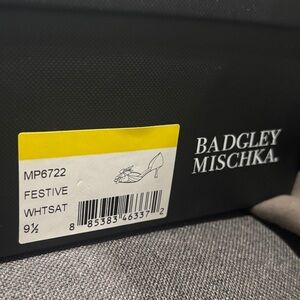 MP6722
FESTIVE
WHTSAT
9½
8 85383 46337 2
BADGLEY
MISCHKA.